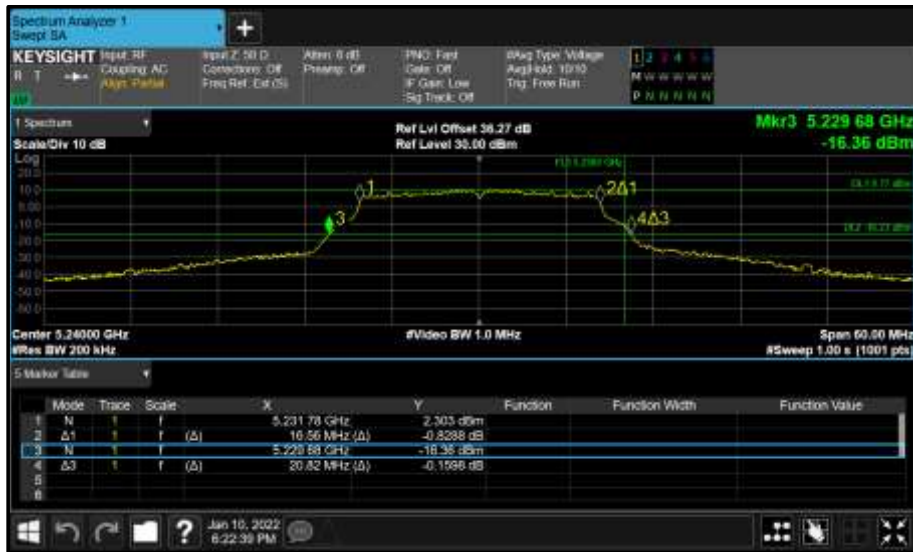 Spectrum Analyzer 1
Swept SA
+
KEYSIGHT Input: RF
R T Coupling: AC
Align: Partial
Input Z: 50 Ω
Corrections: Off
Freq Ref: Ext (S)
Atten: 6 dB
Preamp: Off
PNO: Fast
Gate: Off
IF Gain: Low
Sig Track: Off
#Avg Type: Voltage
Avg|Hold: 10/10
Trig: Free Run
1 2 3 4 5 6
M W W W W W
P N N N N N
1 Spectrum
Scale/Div 10 dB
Ref Lvl Offset 36.27 dB
Ref Level 30.00 dBm
Mkr3 5.229 68 GHz
-16.36 dBm
Log
20.0
10.0
0.00
-10.0
-20.0
-30.0
-40.0
-50.0
-60.0
1
2Δ1
3
4Δ3
Center 5.24000 GHz
#Video BW 1.0 MHz
Span 60.00 MHz
#Res BW 200 kHz
#Sweep 1.00 s (1001 pts)
5 Marker Table
Mode Trace Scale X Y Function Function Width Function Value
1 N 1 f 5.231 78 GHz 2.303 dBm
2 Δ1 1 f (Δ) 16.56 MHz (Δ) -0.8288 dB
3 N 1 f 5.229 68 GHz -16.36 dBm
4 Δ3 1 f (Δ) 20.82 MHz (Δ) -0.1598 dB
5
6
?
Jan 10, 2022
6:22:39 PM